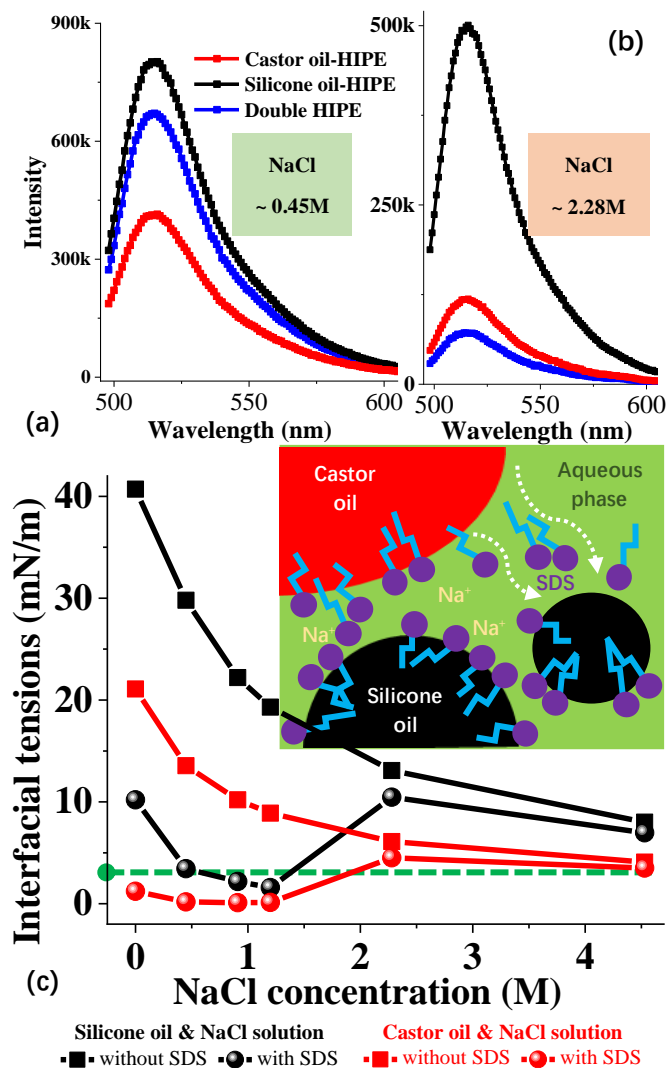 900k
600k
300k
0
Intensity
500
550
600
Wavelength (nm)
(a)
Castor oil-HIPE
Silicone oil-HIPE
Double HIPE
NaCl
~ 0.45M
500k
250k
0
500
550
600
Wavelength (nm)
(b)
NaCl
~ 2.28M
Interfacial tensions (mN/m)
40
30
20
10
0
0
1
2
3
4
NaCl concentration (M)
(c)
Castor
oil
Aqueous
phase
SDS
Na+
Na+
Na+
Silicone
oil
Silicone oil & NaCl solution
without SDS
with SDS
Castor oil & NaCl solution
without SDS
with SDS